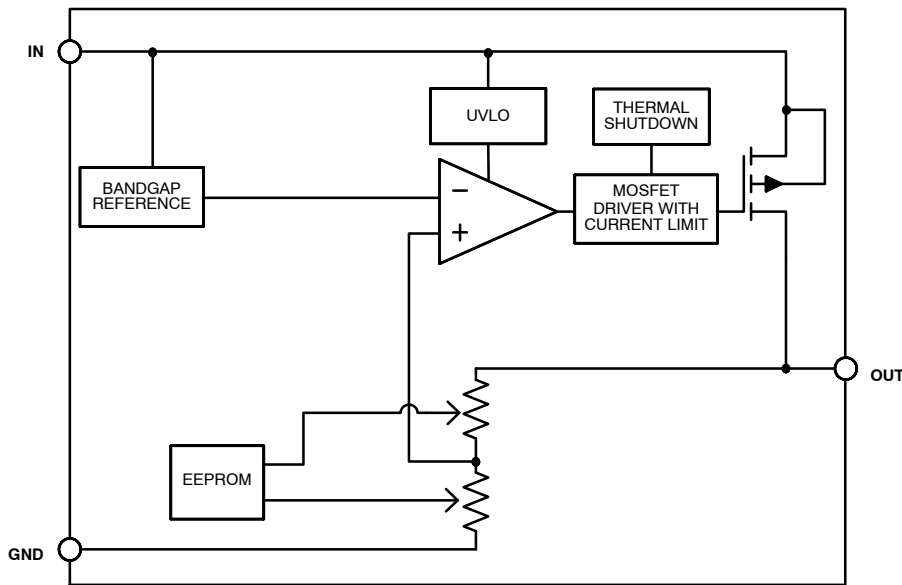 IN
UVLO
THERMAL
SHUTDOWN
BANDGAP
REFERENCE
−
+
MOSFET
DRIVER WITH
CURRENT LIMIT
OUT
EEPROM
GND